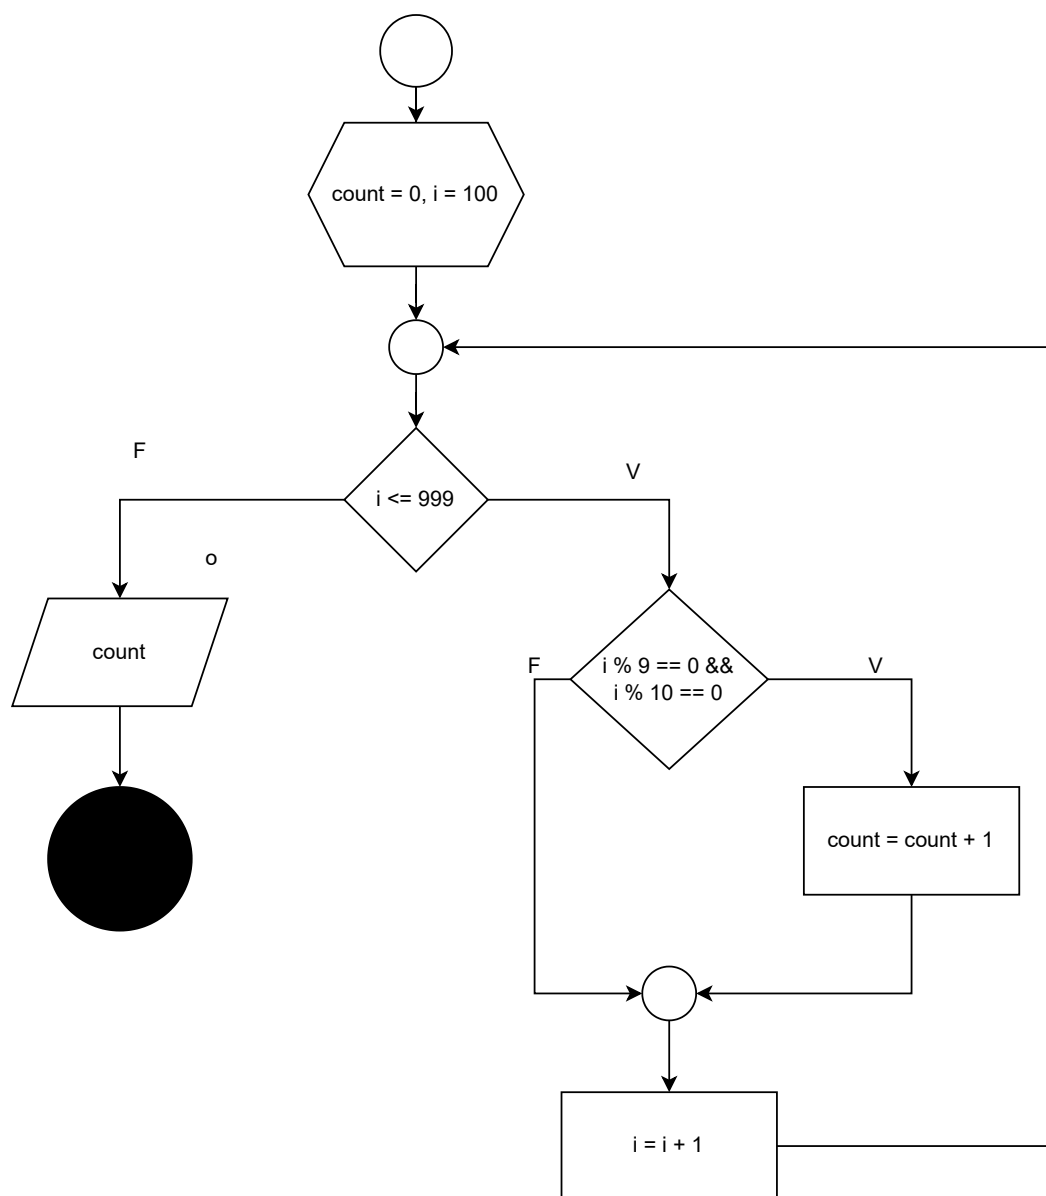 count = 0, i = 100
F
V
i <= 999
o
count
F
i % 9 == 0 &&
i % 10 == 0
V
count = count + 1
i = i + 1